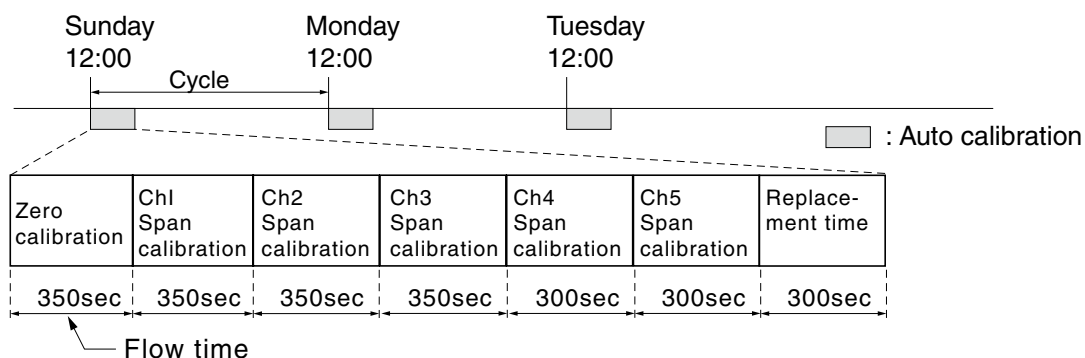 Sunday
12:00
Monday
12:00
Tuesday
12:00
Cycle
: Auto calibration
Zero
calibration
Chl
Span
calibration
Ch2
Span
calibration
Ch3
Span
calibration
Ch4
Span
calibration
Ch5
Span
calibration
Replace-
ment time
350sec
350sec
350sec
350sec
300sec
300sec
300sec
Flow time